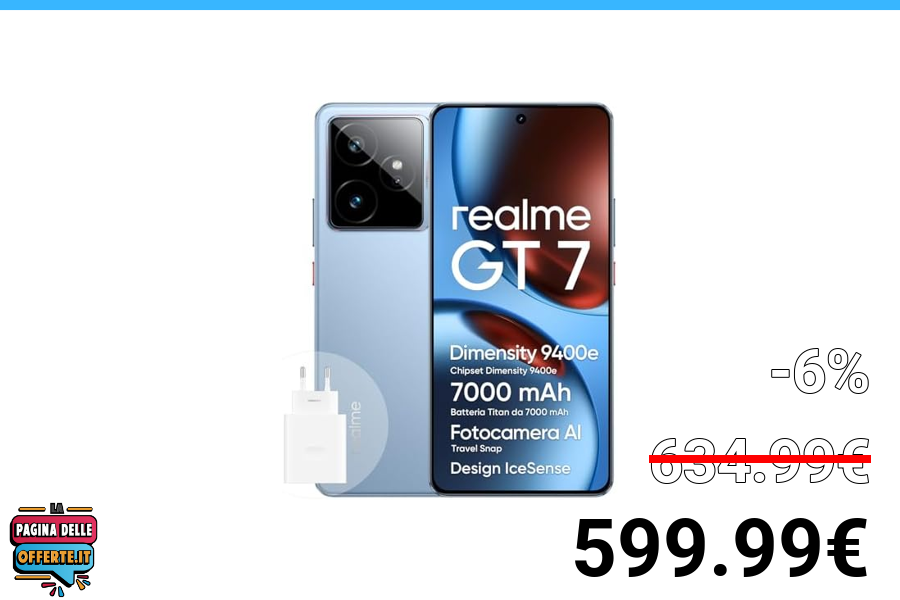 realme
GT 7
Dimensity 9400e
Chipset Dimensity 9400e
7000 mAh
Batteria Titan da 7000 mAh
Fotocamera AI
Travel Snap
Design IceSense
realme
-6%
634.99€
599.99€
LA
PAGINA DELLE
OFFERTE.IT